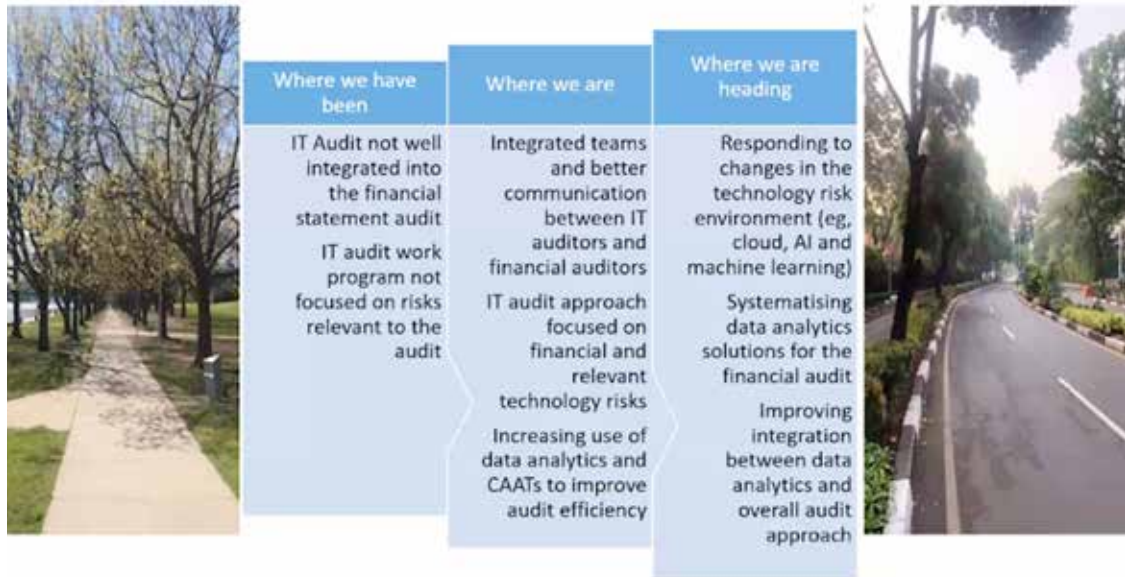 Where we have
been
IT Audit not well
integrated into
the financial
statement audit
IT audit work
program not
focused on risks
relevant to the
audit
Where we are
Integrated teams
and better
communication
between IT
auditors and
financial auditors
IT audit approach
focused on
financial and
relevant
technology risks
Increasing use of
data analytics and
CAATs to improve
audit efficiency
Where we are
heading
Responding to
changes in the
technology risk
environment (eg,
cloud, AI and
machine learning)
Systematising
data analytics
solutions for the
financial audit
Improving
integration
between data
analytics and
overall audit
approach